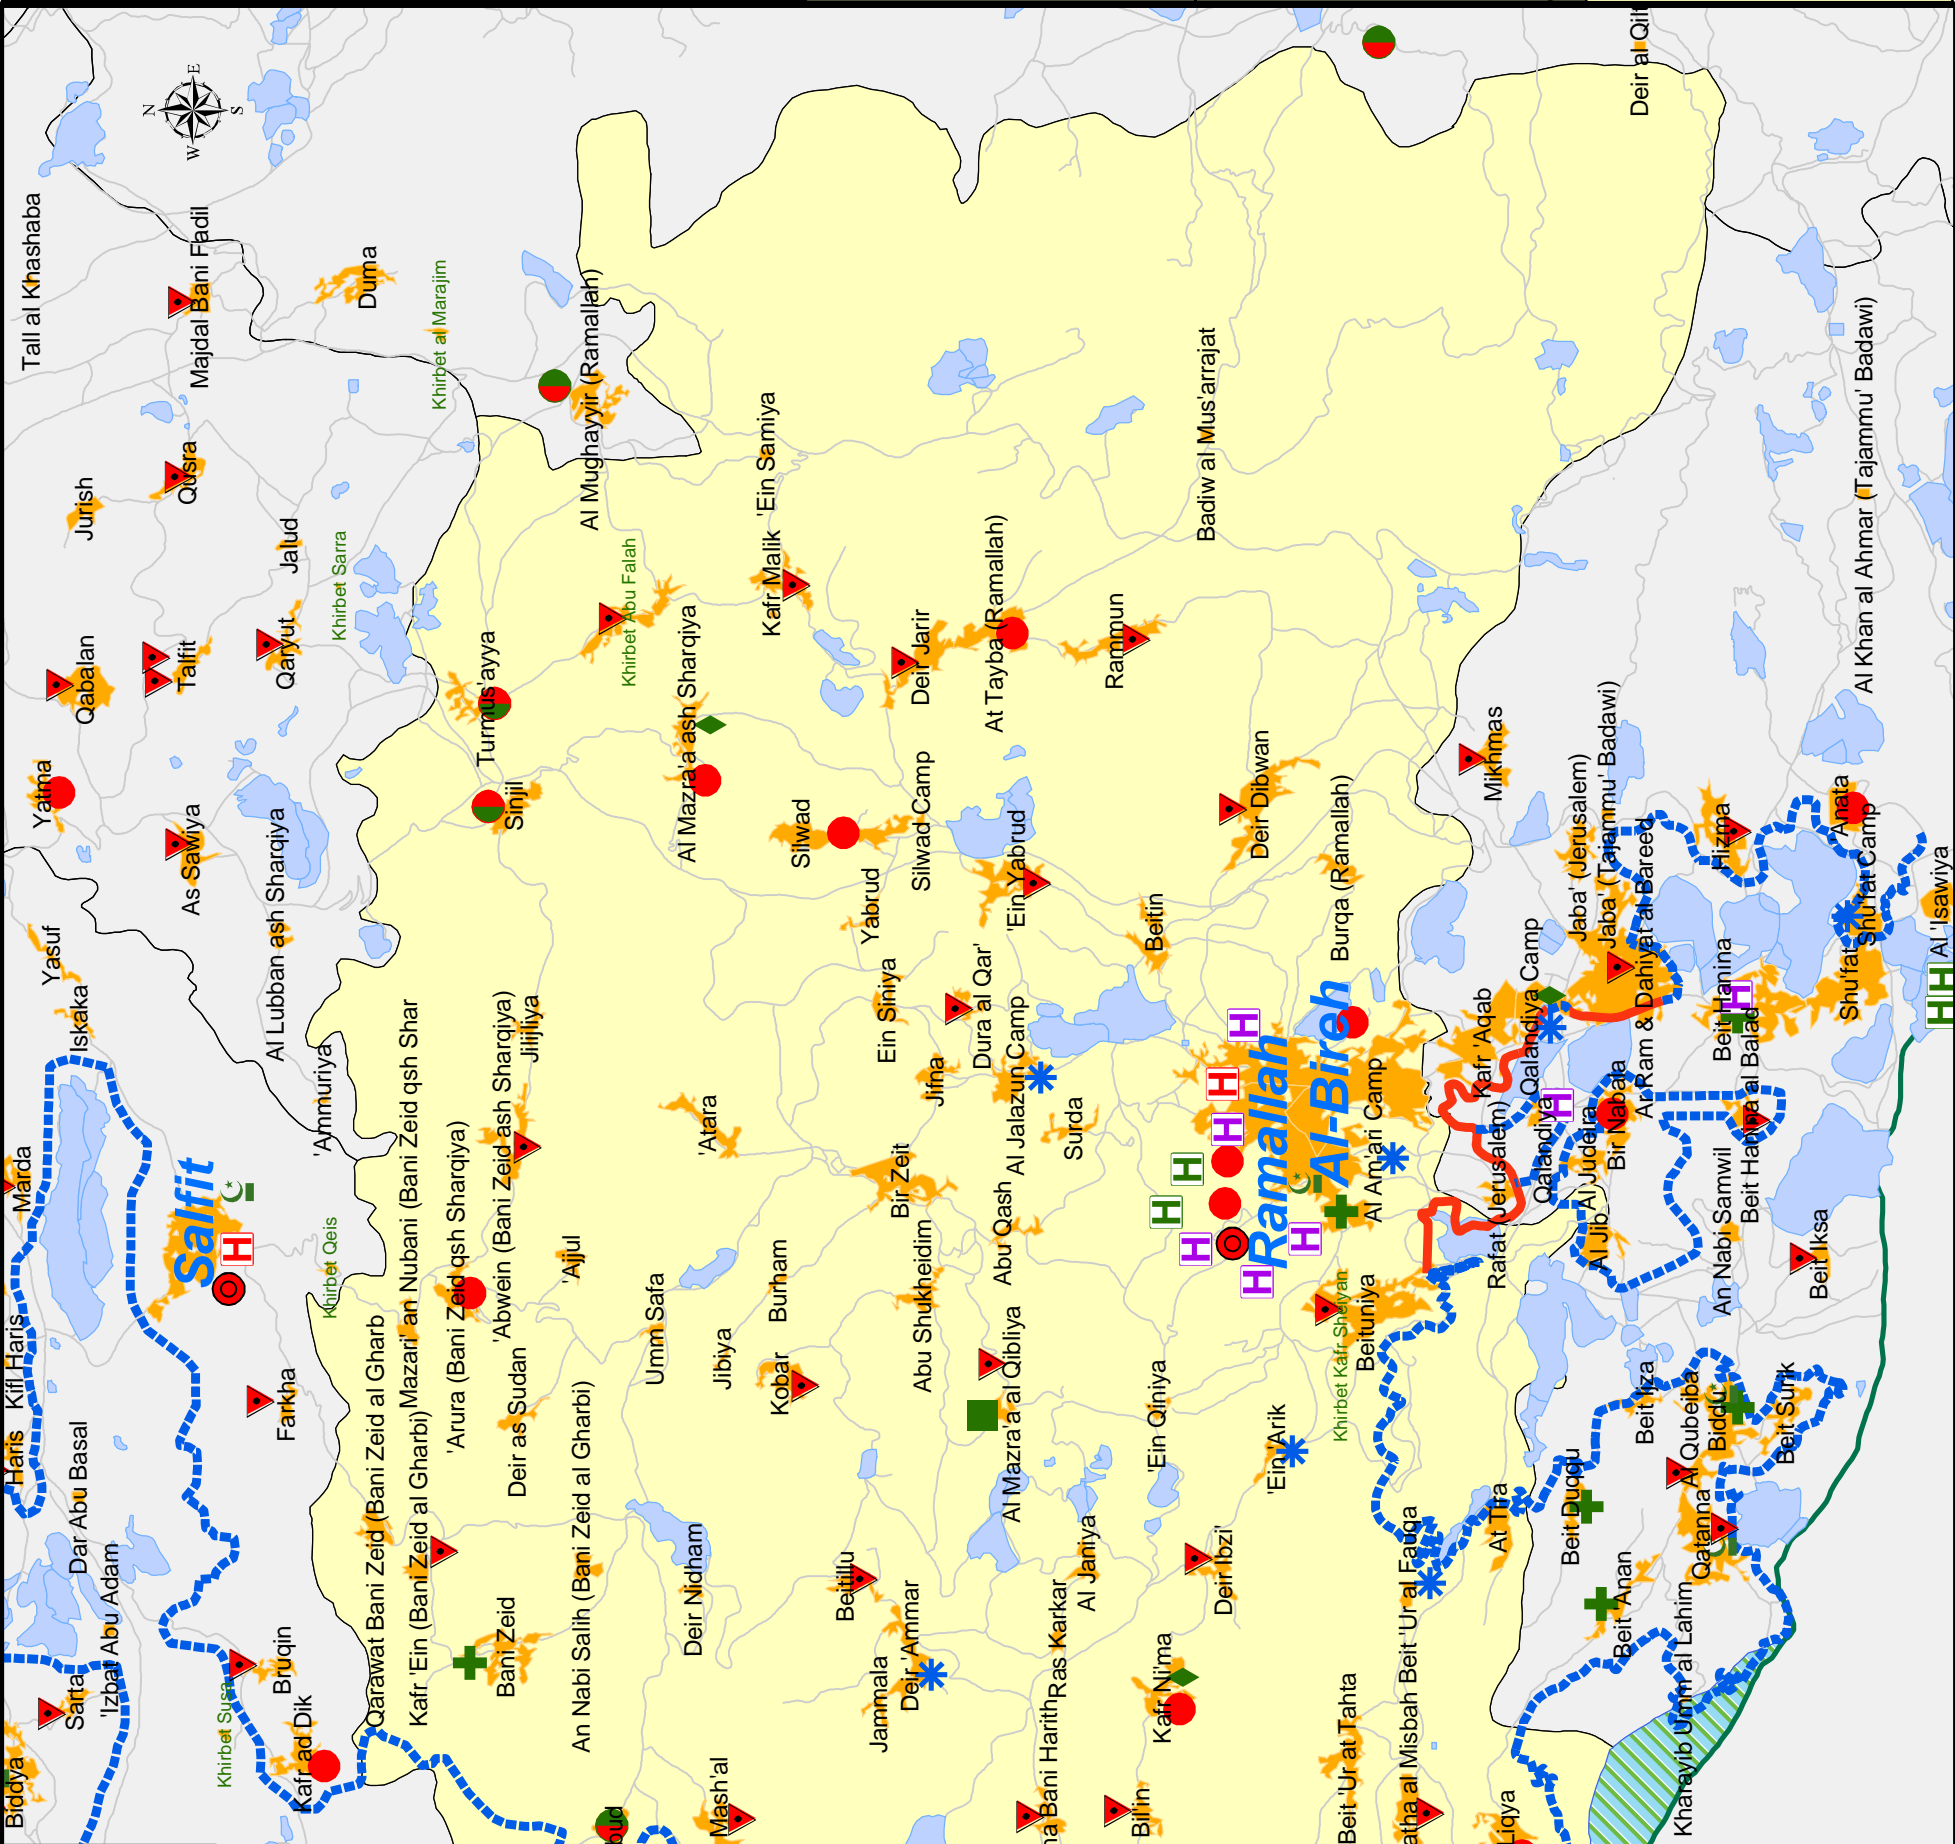 Tall al Khashaba
Majdal Bani Fadil
Duma
Khirbet al Marajim
N
E
S
W
Deir al Qilt
Jurish
Qusra
Jalud
Khirbet Sarra
Qabalan
Talfit
Qaryut
Yatma
As Sawiya
Al Lubban ash Sharqiya
Yasuf
Iskaka
'Ammuriya
Marda
Salfit
Khirbet Qeis
Kifl Haris
Haris
Farkha
Dar Abu Basal
'Izbat Abu Adam
Sarta
Bruqin
Khirbet Susa
Kafr ad Dik
Biddya
Al Mughayyir (Ramallah)
'Ein Samiya
Kafr Malik
Khirbet Abu Falah
Turmus'ayya
Sinjil
Al Mazra'a ash Sharqiya
Deir Jarir
At Tayba (Ramallah)
Rammun
Badiw al Mus'arrajat
Silwad
Silwad Camp
Yabrud
'Ein Yabrud
Deir Dibwan
Burqa (Ramallah)
Beitin
Ein Siniya
Dura al Qar'
Jifna
Al Jalazun Camp
Surda
Jilijliya
'Abwein (Bani Zeid ash Sharqiya)
Mazari' an Nubani (Bani Zeid qsh Shar
'Arura (Bani Zeid qsh Sharqiya)
'Atara
'Ajjul
Bir Zeit
Abu Qash
Abu Shukheidim
Al Mazra'a al Qibliya
Umm Safa
Buham
Jibiya
Kobar
Deir as Sudan
Qarawat Bani Zeid (Bani Zeid al Gharb
Kafr 'Ein (Bani Zeid al Gharbi)
An Nabi Salih (Bani Zeid al Gharbi)
Bani Zeid
Deir Nidham
Beitillu
Deir 'Ammar
Jammala
Al Janiya
Ras Karkar
a Bani Harith
Kafr Ni'ma
Bil'in
Mash'al
bud
Deir Ibzi'
'Ein Qiniya
'Ein 'Arik
Ramallah
Al-Bireh
Al Am'ari Camp
Khirbet Kafr Sheiyan
Beituniya
Beit 'Ur al Fauqa
Beit 'Ur at Tahta
atha al Misbah
At Tira
Liqya
Mikhmas
Jaba' (Jerusalem)
Jaba' (Tajammu' Badawi)
Ar Ram & Dahiyat al Bareed
Al Khan al Ahmar (Tajammu' Badawi)
Hizma
'Anata
Shu'fat Camp
Shu'fat
Al 'Isawiya
Beit Hanina
Beit Hanina al Balad
Kafr 'Aqab
Qalandiya Camp
Qalandiya
Rafat (Jerusalem)
Al Judeira
Bir Nabala
Al Jib
An Nabi Samwil
Beit Iksa
Beit Ijza
Al Qubeiba
Biddu
Beit Surik
Beit Duqqu
Qatanna
Beit 'Anan
Kharayib Umm al Lahim
H
H
H
H
H
H
H
H
H
H
H
H
H